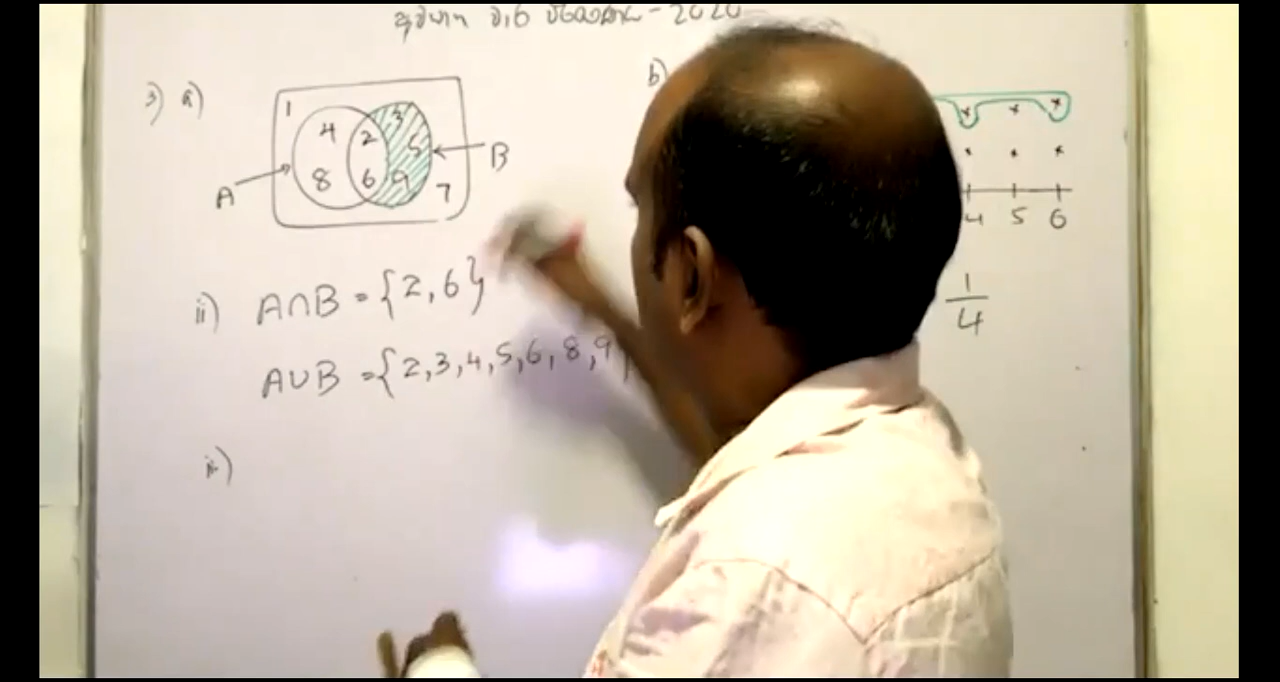 - 2020
3) a)
1
4 2 3
5
8 6 9
7
A
B
ii) A∩B = {2, 6}
A∪B = {2, 3, 4, 5, 6, 8, 9}
iii)
b)
4 5 6
1
4